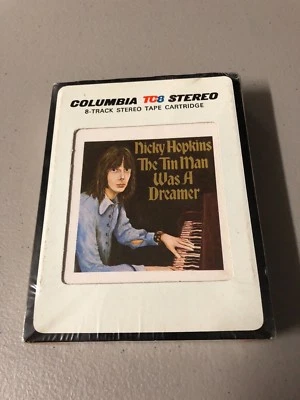 COLUMBIA TC8 STEREO
8-TRACK STEREO TAPE CARTRIDGE
Nicky Hopkins
The Tin Man
Was A
Dreamer